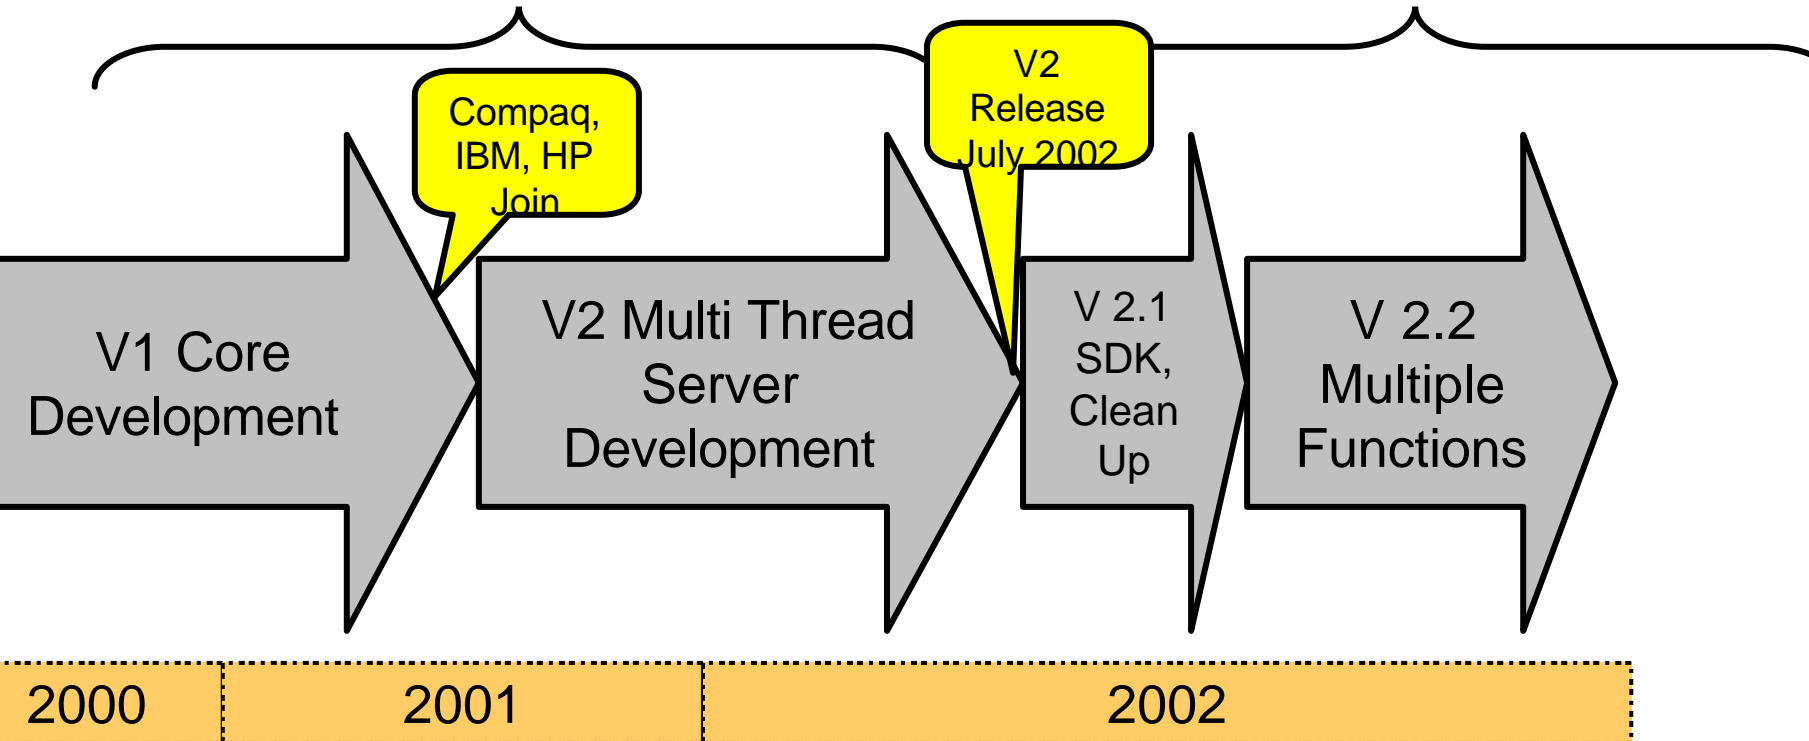 Compaq,
IBM, HP
Join
V2
Release
July 2002
V1 Core
Development
V2 Multi Thread
Server
Development
V 2.1
SDK,
Clean
Up
V 2.2
Multiple
Functions
2000
2001
2002